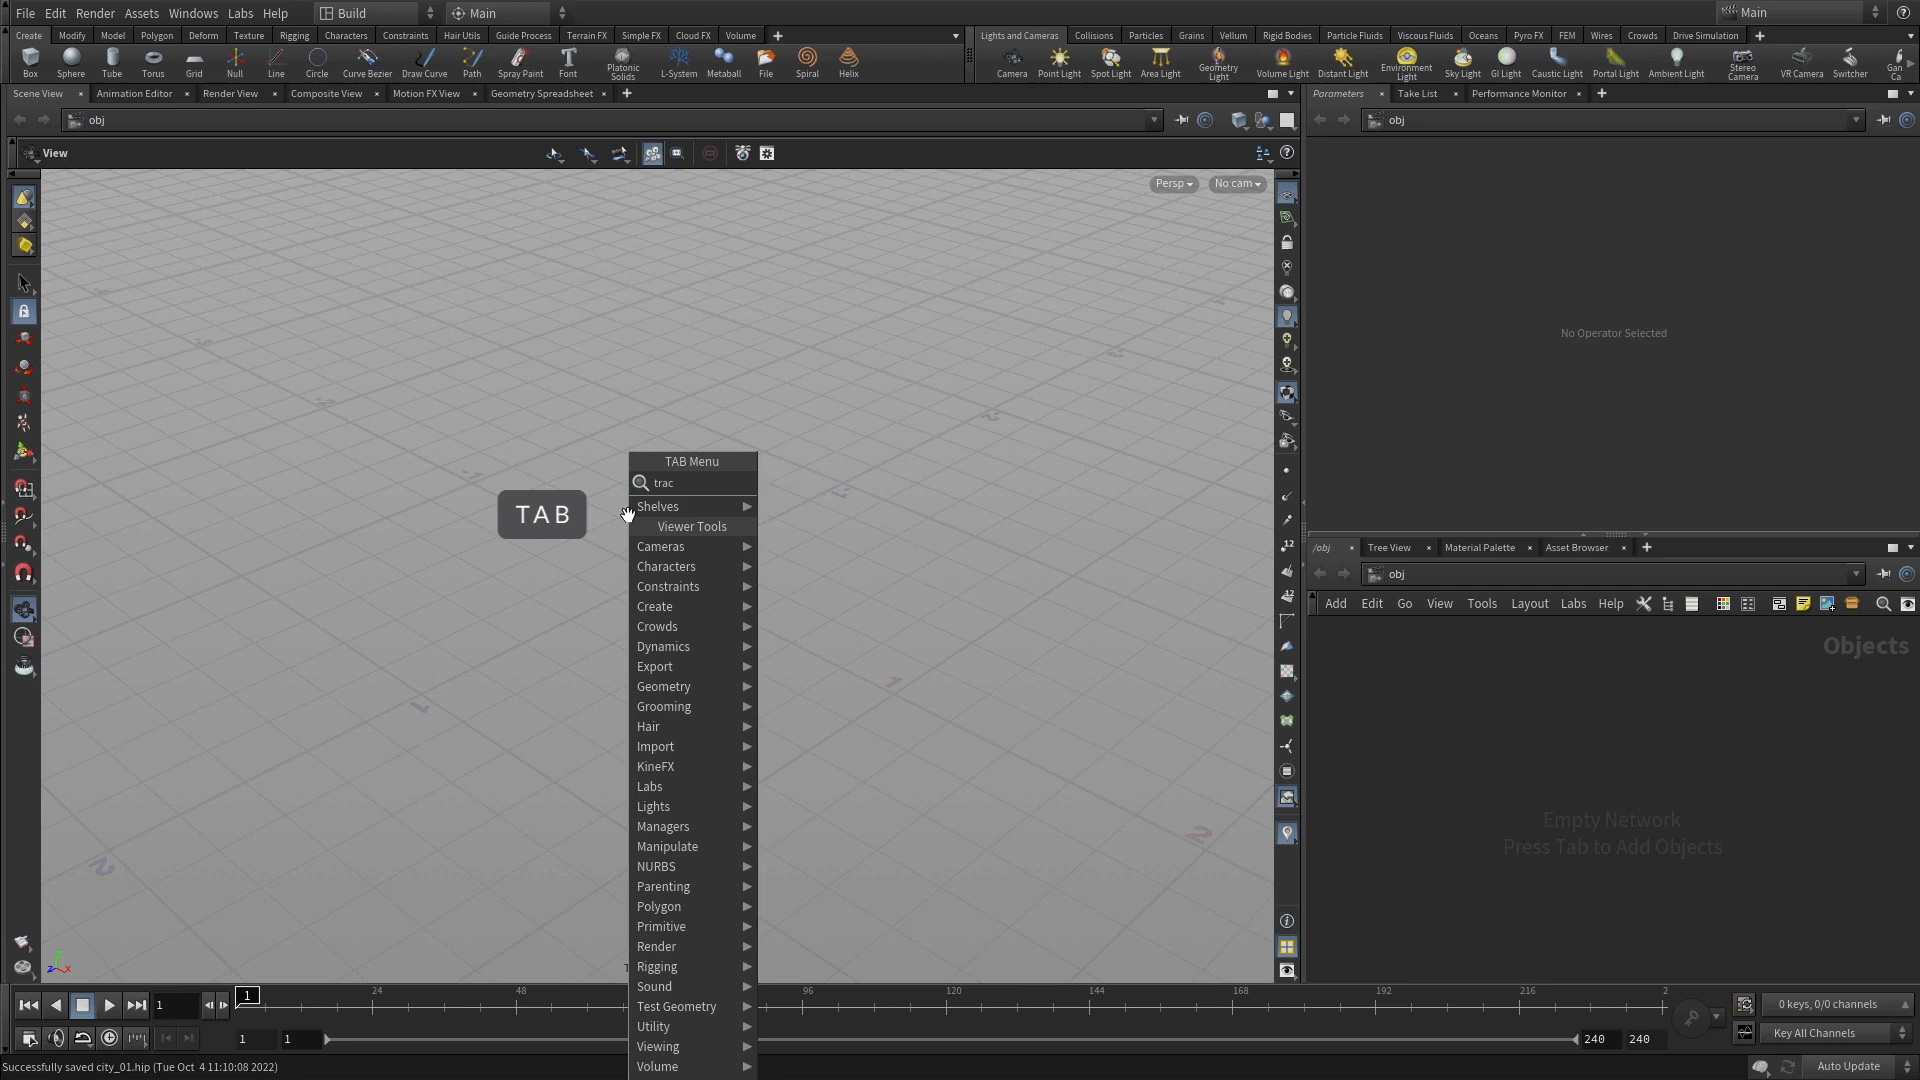 File Edit Render Assets Windows Labs Help Build Main Main
Create Modify Model Polygon Deform Texture Rigging Characters Constraints Hair Utils Guide Process Terrain FX Simple FX Cloud FX Volume
Lights and Cameras Collisions Particles Grains Vellum Rigid Bodies Particle Fluids Viscous Fluids Oceans Pyro FX FEM Wires Crowds Drive Simulation
Box Sphere Tube Torus Grid Null Line Circle Curve Bezier Draw Curve Path Spray Paint Font Platonic Solids L-System Metaball File Spiral Helix
Camera Point Light Spot Light Area Light Geometry Light Volume Light Distant Light Environment Light Sky Light GI Light Caustic Light Portal Light Ambient Light Stereo Camera VR Camera Switcher Gan Ca
Scene View Animation Editor Render View Composite View Motion FX View Geometry Spreadsheet
Parameters Take List Performance Monitor
obj
obj
View
Persp No cam
No Operator Selected
TAB Menu
trac
TAB
Shelves
Viewer Tools
Cameras
Characters
Constraints
Create
Crowds
Dynamics
Export
Geometry
Grooming
Hair
Import
KineFX
Labs
Lights
Managers
Manipulate
NURBS
Parenting
Polygon
Primitive
Render
Rigging
Sound
Test Geometry
Utility
Viewing
Volume
/obj Tree View Material Palette Asset Browser
obj
Add Edit Go View Tools Layout Labs Help
Objects
Empty Network
Press Tab to Add Objects
1 1 24 48 96 120 144 168 192 216 2
0 keys, 0/0 channels
1 1 240 240
Key All Channels
Successfully saved city_01.hip (Tue Oct 4 11:10:08 2022)
Auto Update